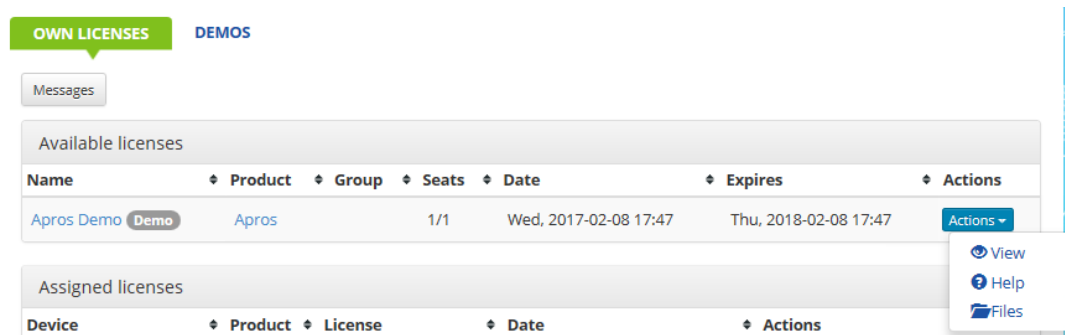 OWN LICENSES DEMOS
Messages
Available licenses
Name Product Group Seats Date Expires Actions
Apros Demo Demo Apros 1/1 Wed, 2017-02-08 17:47 Thu, 2018-02-08 17:47 Actions
View
Help
Assigned licenses
Files
Device Product License Date Actions